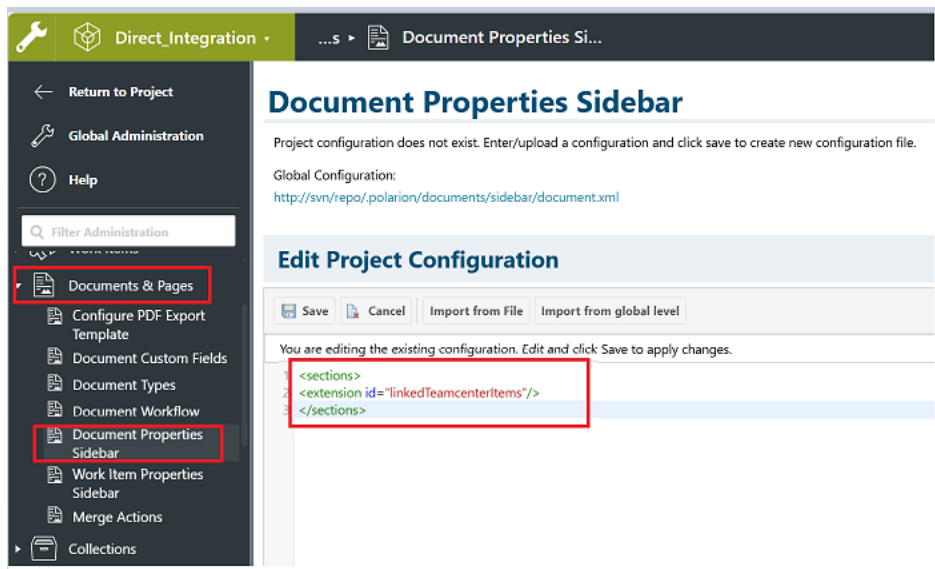 Direct_Integration
...s ▸ Document Properties Si...
Return to Project
Global Administration
Help
Filter Administration
Work Items
Documents & Pages
Configure PDF Export
Template
Document Custom Fields
Document Types
Document Workflow
Document Properties
Sidebar
Work Item Properties
Sidebar
Merge Actions
Collections
Document Properties Sidebar
Project configuration does not exist. Enter/upload a configuration and click save to create new configuration file.
Global Configuration:
http://svn/repo/.polarion/documents/sidebar/document.xml
Edit Project Configuration
Save Cancel Import from File Import from global level
You are editing the existing configuration. Edit and click Save to apply changes.
1 <sections>
2 <extension id="linkedTeamcenterItems"/>
3 </sections>